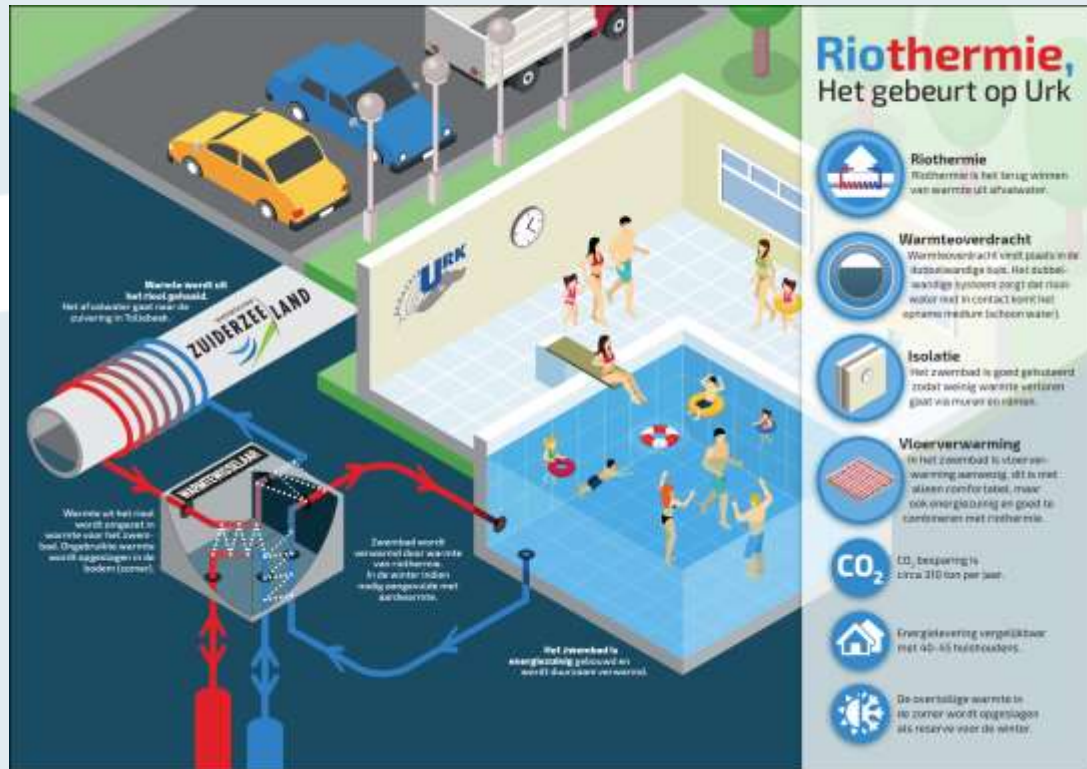 Riothermie,
Het gebeurt op Urk
Riothermie
Riothermie is het terug winnen
van warmte uit afvalwater.
Warmteoverdracht
Warmteoverdracht vindt plaats in de
dubbelwandige buis. Het dubbel-
wandige systeem zorgt dat riool-
water niet in contact komt het
opname medium (schoon water).
Isolatie
Het zwembad is goed geïsoleerd
zodat weinig warmte verloren
gaat via muren en ramen.
Vloerverwarming
In het zwembad is vloerver-
warming aanwezig, dit is niet
alleen comfortabel, maar
ook energiezuinig en goed te
combineren met riothermie.
CO₂
CO₂ besparing is
circa 310 ton per jaar.
Energielevering vergelijkbaar
met 40-45 huishoudens.
De overtollige warmte in
de zomer wordt opgeslagen
als reserve voor de winter.
URK
Warmte wordt uit
het riool gehaald.
Het afvalwater gaat naar de
zuivering in Tollebeek.
ZUIDERZEELAND
WARMTEWISSELAAR
Warmte uit het riool
wordt omgezet in
warmte voor het zwem-
bad. Ongebruikte warmte
wordt opgeslagen in de
bodem (zomer).
Zwembad wordt
verwarmd door warmte
van riothermie.
In de winter indien
nodig aangevuld met
aardwarmte.
Het zwembad is
energiezuinig gebouwd en
wordt duurzaam verwarmd.